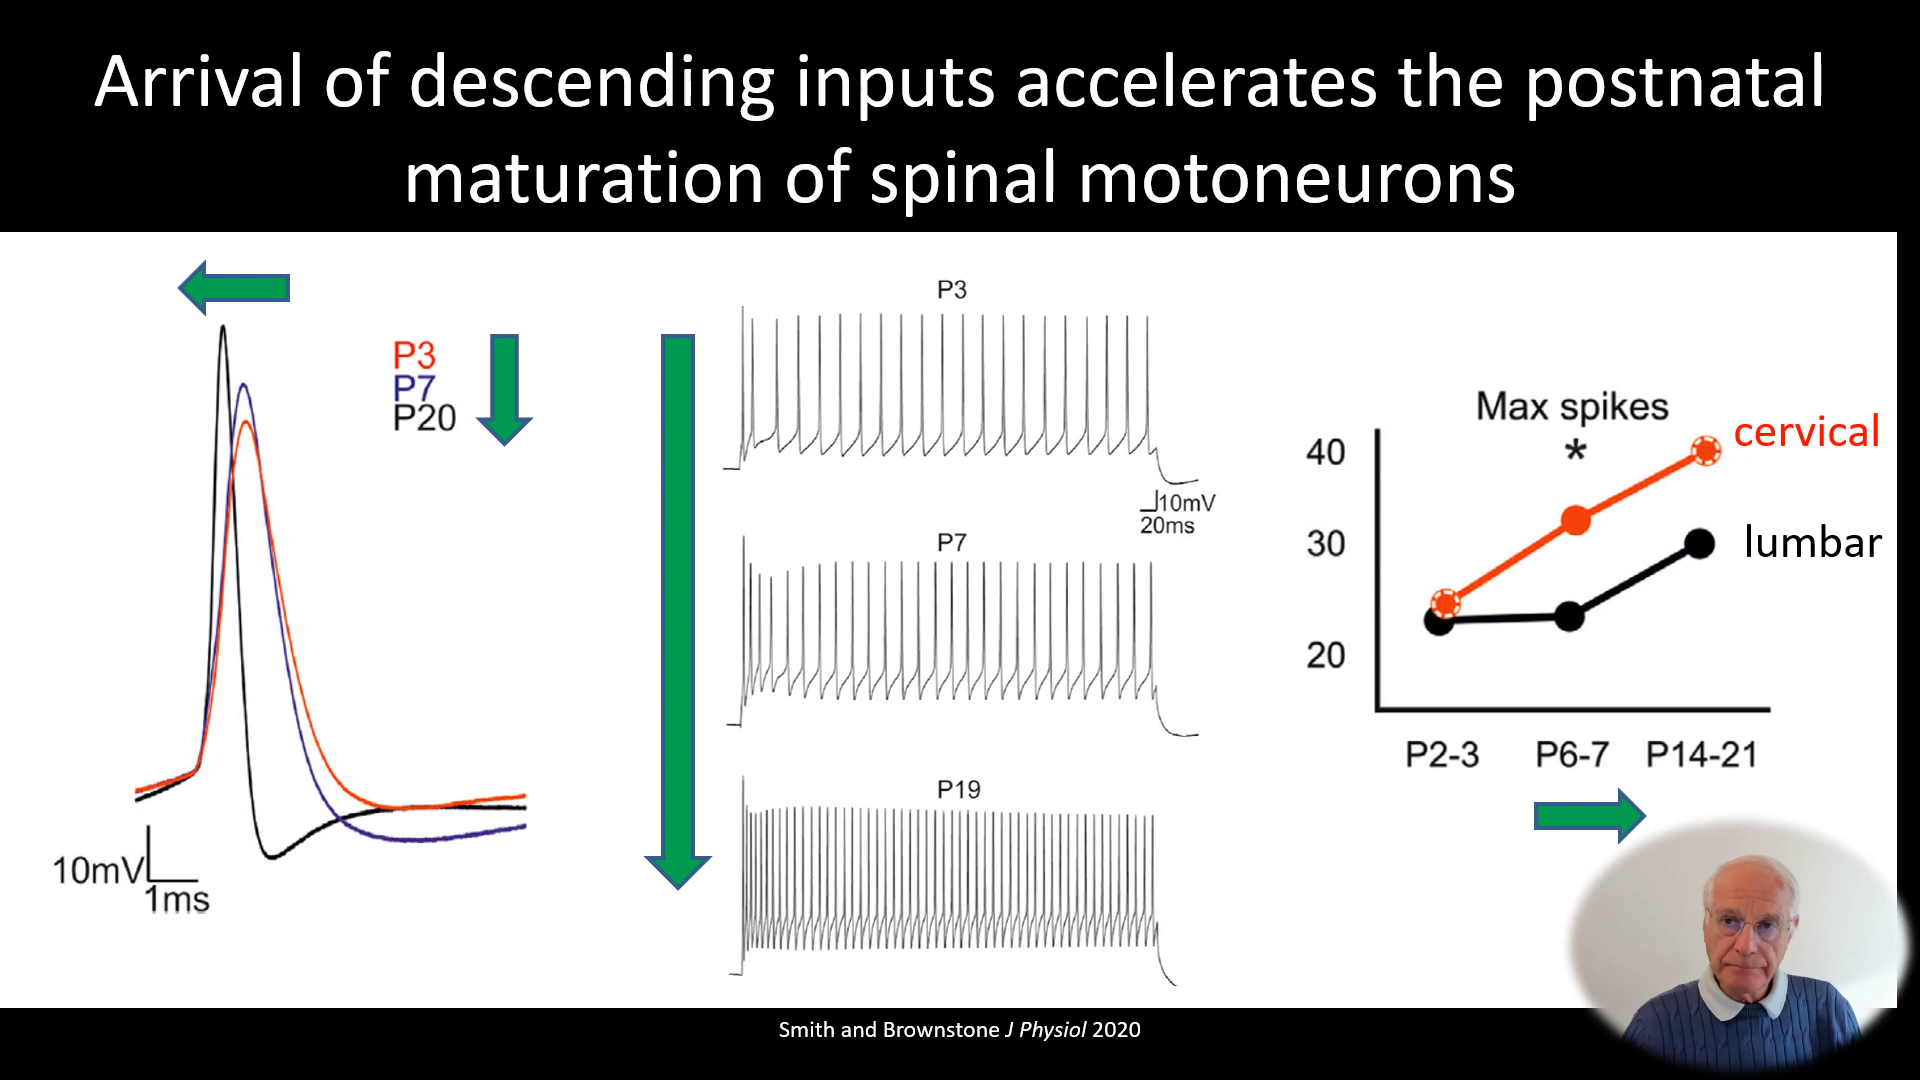 Arrival of descending inputs accelerates the postnatal
maturation of spinal motoneurons
P3
P7
P20
10mV
1ms
P3
10mV
20ms
P7
P19
Max spikes
*
cervical
lumbar
40
30
20
P2-3 P6-7 P14-21
Smith and Brownstone J Physiol 2020